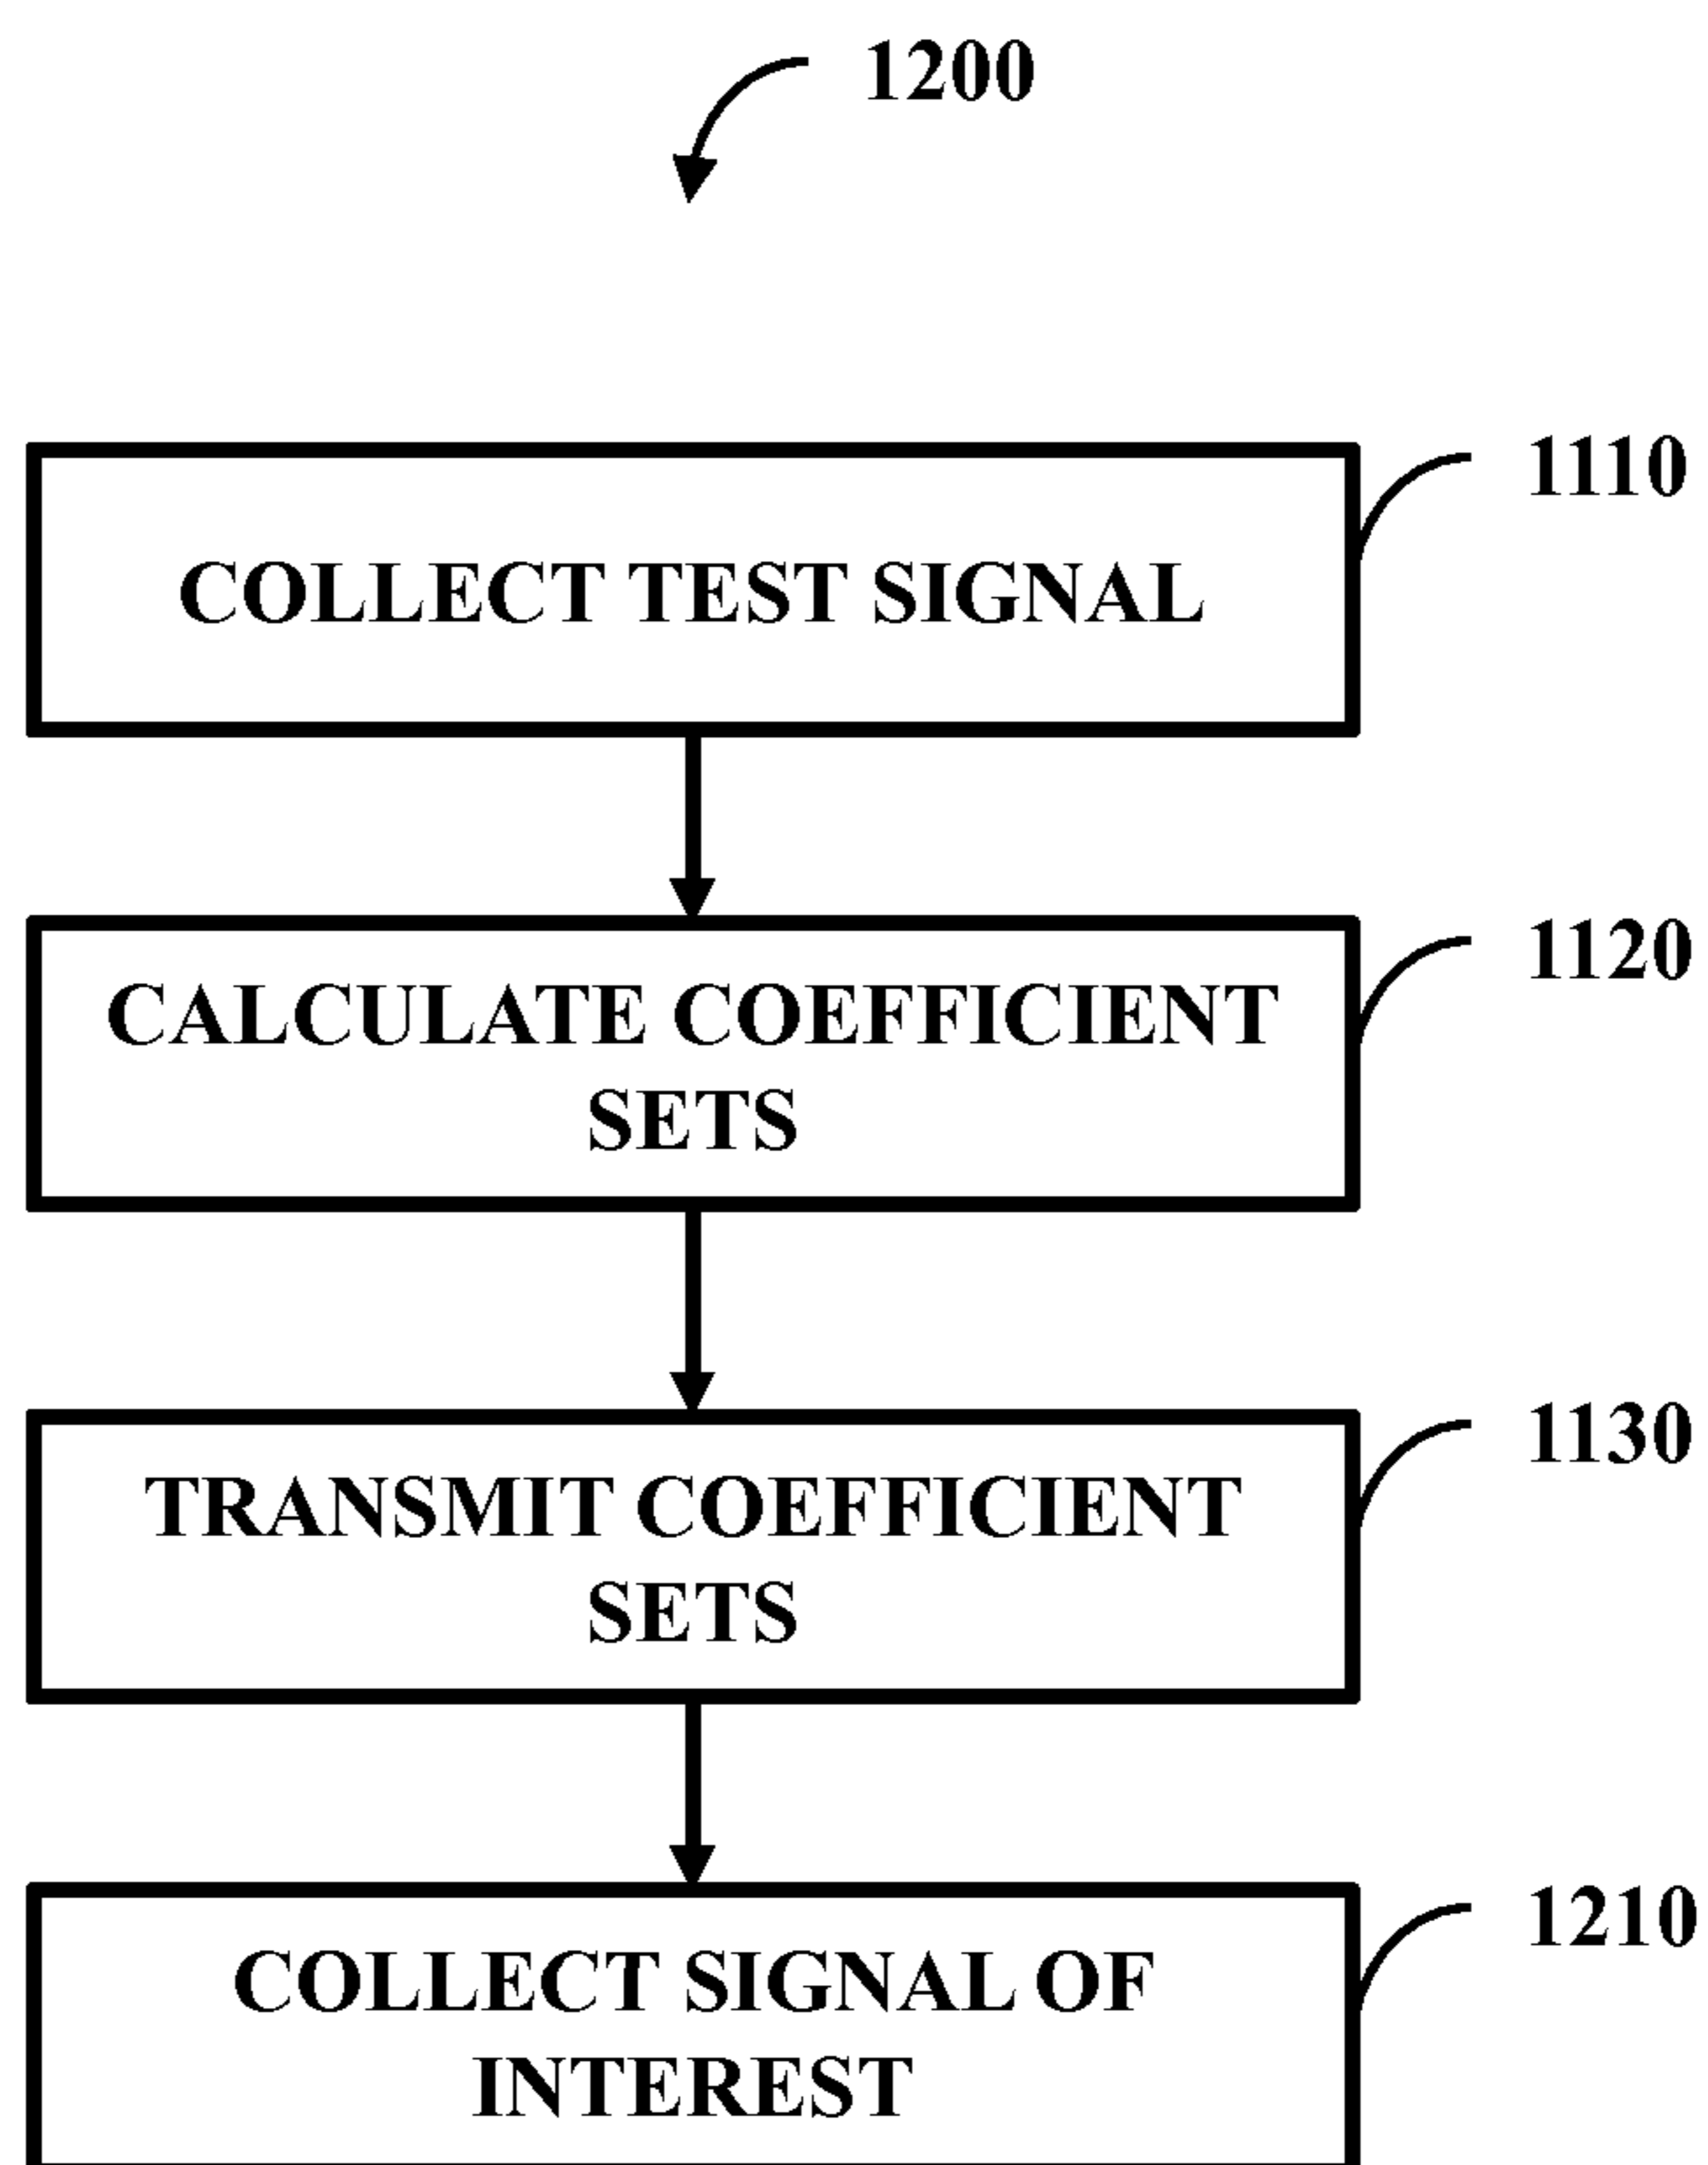 1200
1110
COLLECT TEST SIGNAL
1120
CALCULATE COEFFICIENT
SETS
1130
TRANSMIT COEFFICIENT
SETS
1210
COLLECT SIGNAL OF
INTEREST